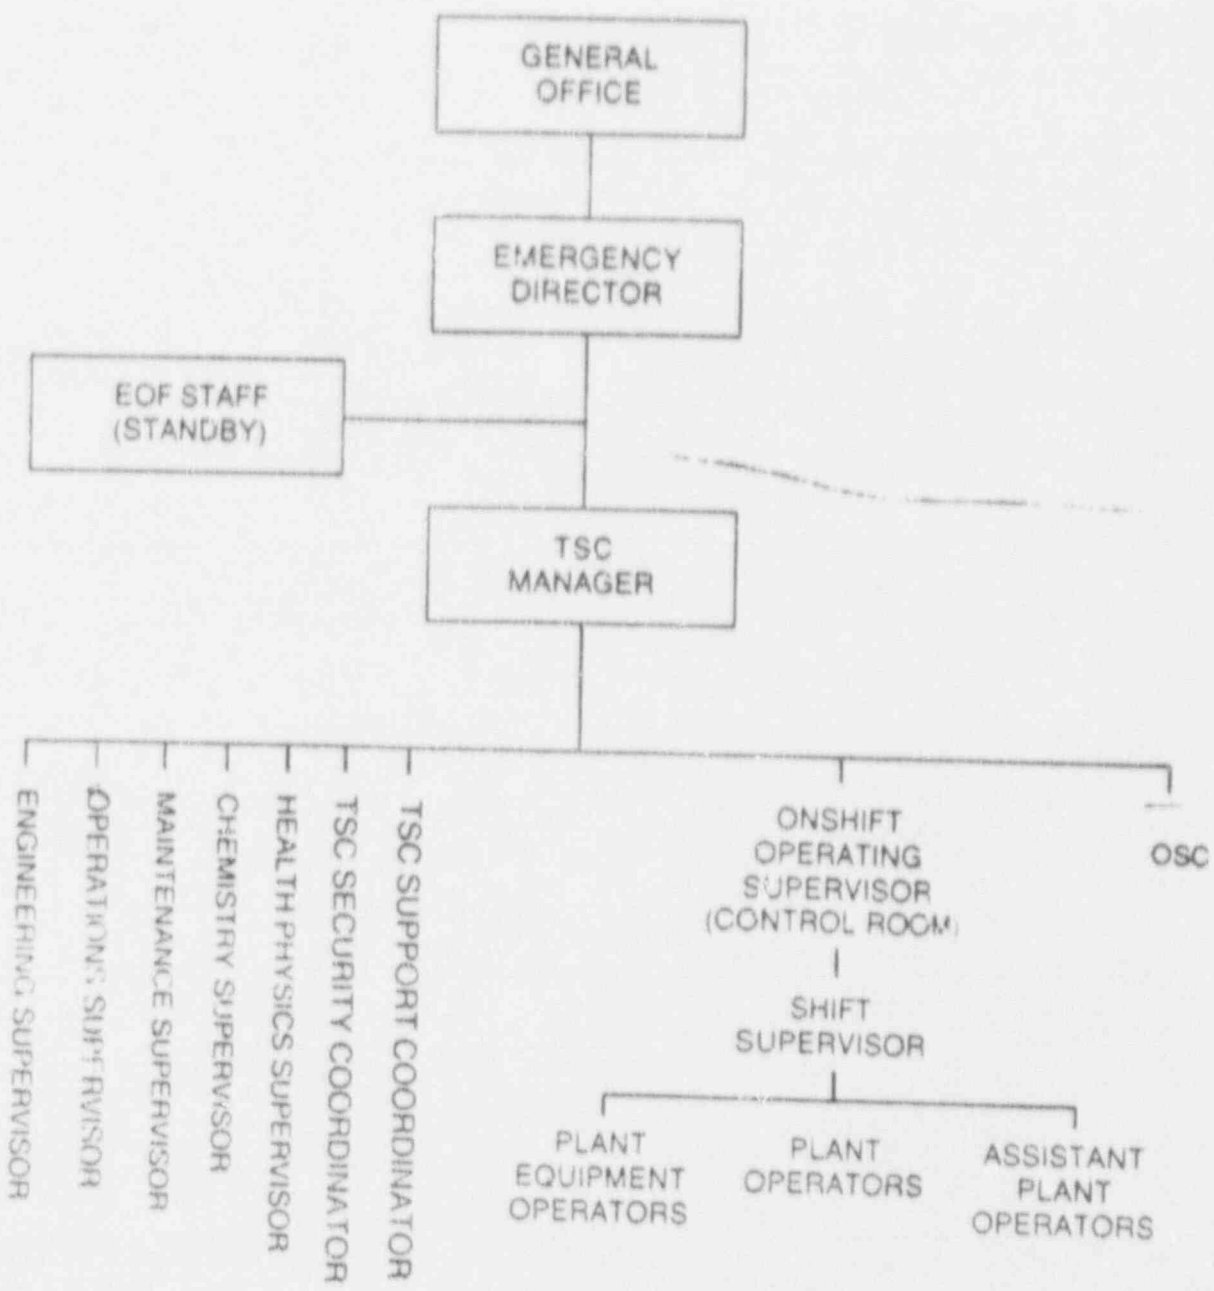 GENERAL
OFFICE
EMERGENCY
DIRECTOR
EOF STAFF
(STANDBY)
TSC
MANAGER
ENGINEERING SUPERVISOR
OPERATIONS SUPERVISOR
MAINTENANCE SUPERVISOR
CHEMISTRY SUPERVISOR
HEALTH PHYSICS SUPERVISOR
TSC SECURITY COORDINATOR
TSC SUPPORT COORDINATOR
ONSHIFT
OPERATING
SUPERVISOR
(CONTROL ROOM)
OSC
SHIFT
SUPERVISOR
PLANT
EQUIPMENT
OPERATORS
PLANT
OPERATORS
ASSISTANT
PLANT
OPERATORS